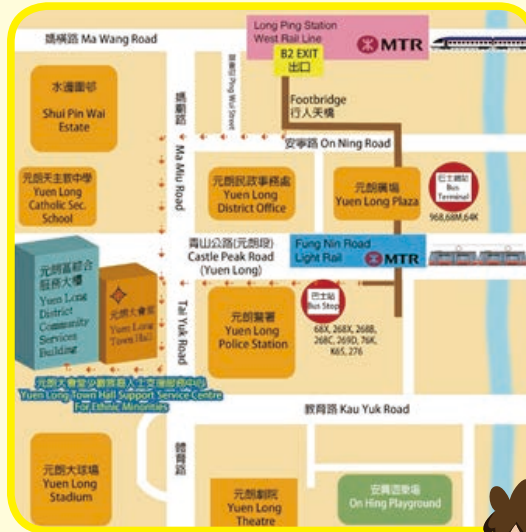 媽橫路 Ma Wang Road
Long Ping Station
West Rail Line
MTR
B2 EXIT
出口
水邊圍邨
Shui Pin Wai
Estate
Ping Wui Street
Footbridge
行人天橋
媽廟路
Ma Miu Road
安寧路 On Ning Road
元朗天主教中學
Yuen Long
Catholic Sec.
School
元朗民政事務處
Yuen Long
District Office
元朗廣場
Yuen Long Plaza
巴士總站
Bus
Terminal
968,68M,64K
青山公路(元朗段)
Castle Peak Road
(Yuen Long)
Fung Nin Road
Light Rail
MTR
元朗區綜合
服務大樓
Yuen Long
District
Community
Services
Building
元朗大會堂
Yuen Long
Town Hall
Tai Yuk Road
元朗警署
Yuen Long
Police Station
巴士站
Bus Stop
68X, 268X, 268B,
268C, 269D, 76K,
K65, 276
元朗大會堂少數族裔人士支援服務中心
Yuen Long Town Hall Support Service Centre
For Ethnic Minorities
教育路 Kau Yuk Road
體育路
元朗大球場
Yuen Long
Stadium
元朗劇院
Yuen Long
Theatre
安興遊樂場
On Hing Playground